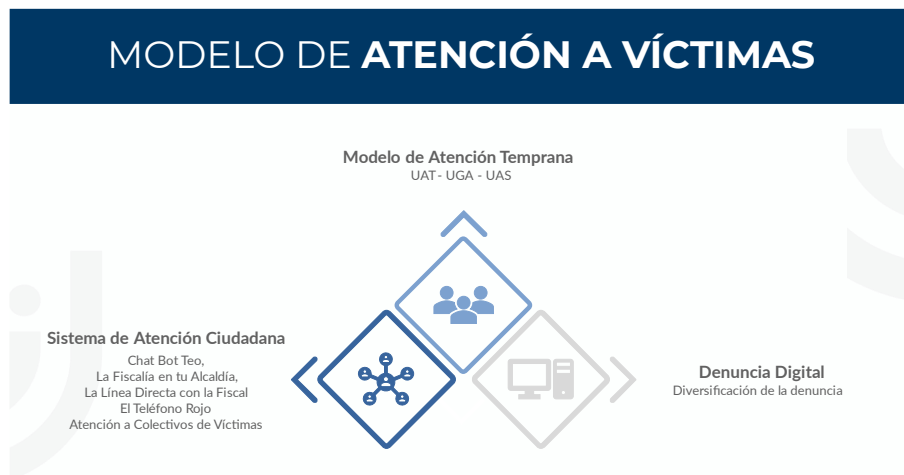 MODELO DE ATENCIÓN A VÍCTIMAS
Modelo de Atención Temprana
UAT- UGA - UAS
Sistema de Atención Ciudadana
Chat Bot Teo,
La Fiscalía en tu Alcaldía,
La Línea Directa con la Fiscal
El Teléfono Rojo
Atención a Colectivos de Víctimas
Denuncia Digital
Diversificación de la denuncia